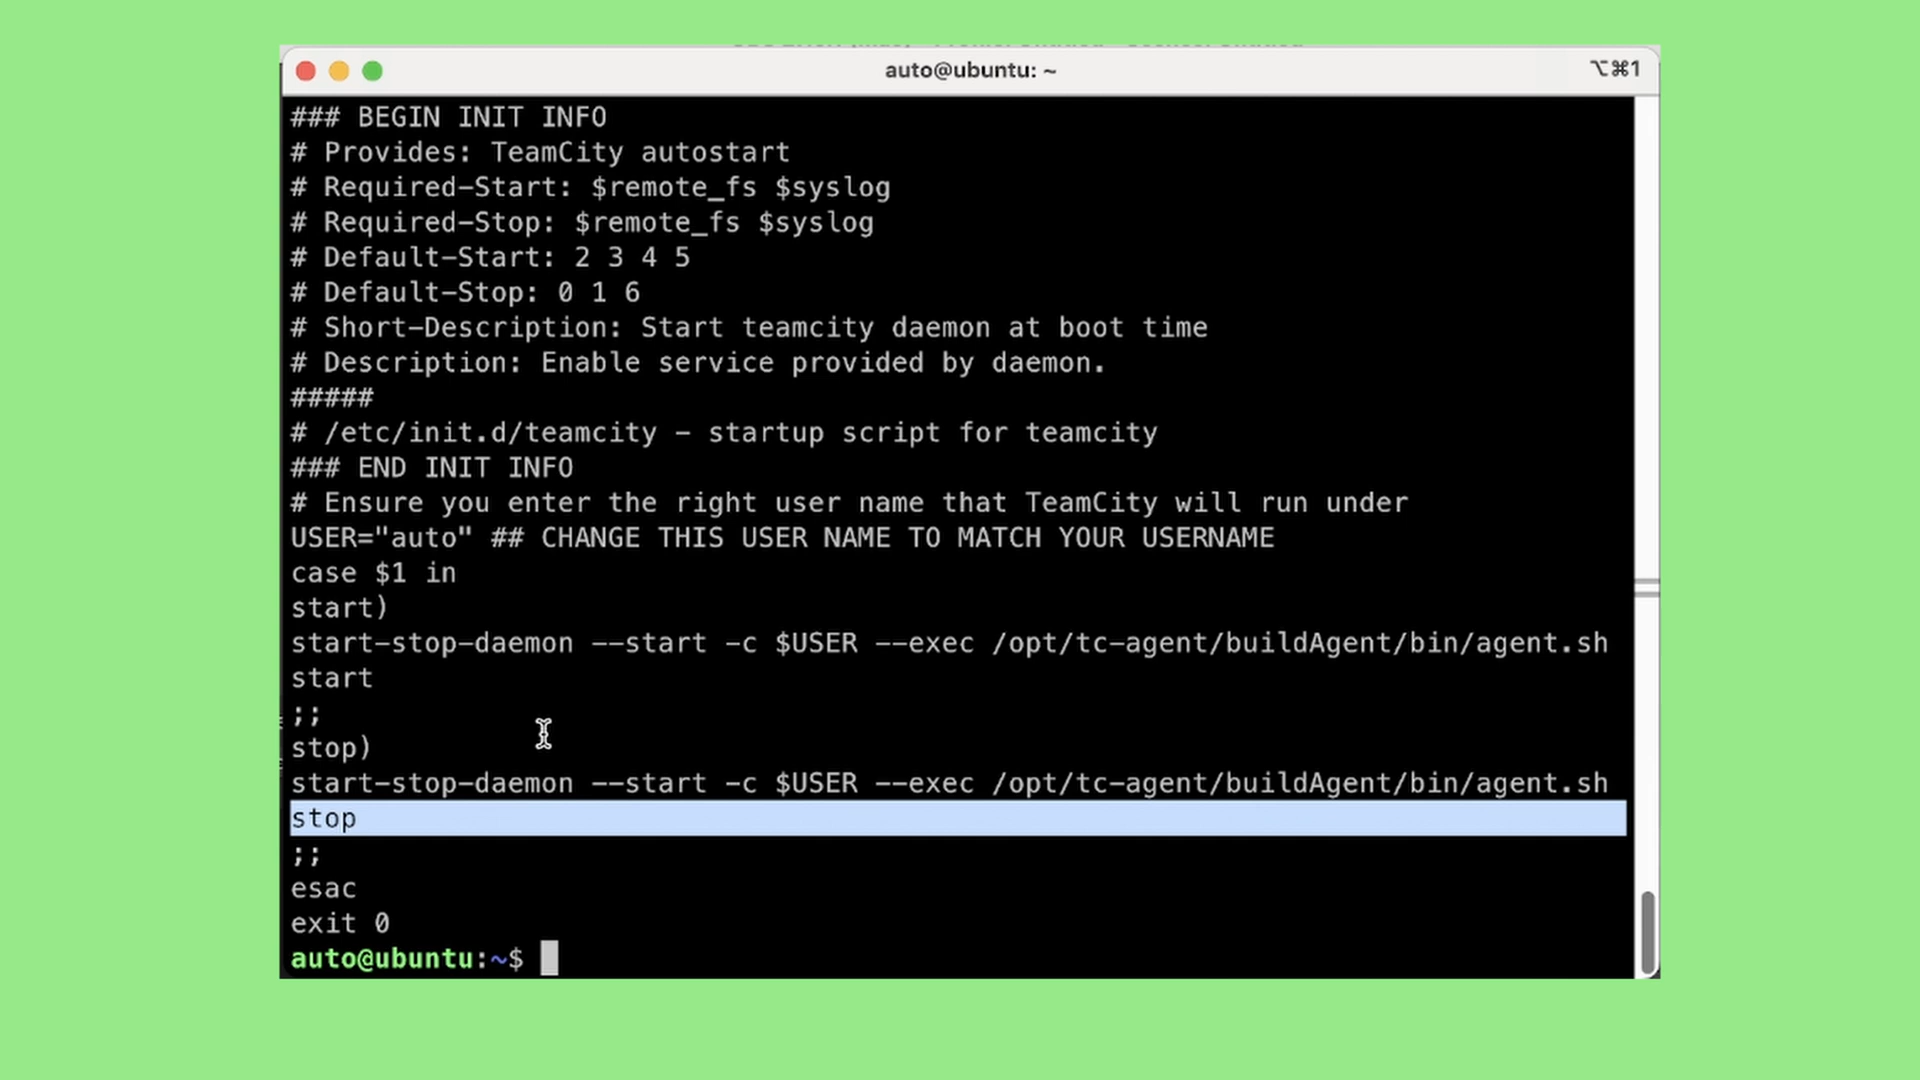 auto@ubuntu: ~
⌥⌘1
### BEGIN INIT INFO
# Provides: TeamCity autostart
# Required-Start: $remote_fs $syslog
# Required-Stop: $remote_fs $syslog
# Default-Start: 2 3 4 5
# Default-Stop: 0 1 6
# Short-Description: Start teamcity daemon at boot time
# Description: Enable service provided by daemon.
#####
# /etc/init.d/teamcity - startup script for teamcity
### END INIT INFO
# Ensure you enter the right user name that TeamCity will run under
USER="auto" ## CHANGE THIS USER NAME TO MATCH YOUR USERNAME
case $1 in
start)
start-stop-daemon --start -c $USER --exec /opt/tc-agent/buildAgent/bin/agent.sh
start
;;
stop)
start-stop-daemon --start -c $USER --exec /opt/tc-agent/buildAgent/bin/agent.sh
stop
;;
esac
exit 0
auto@ubuntu:~$